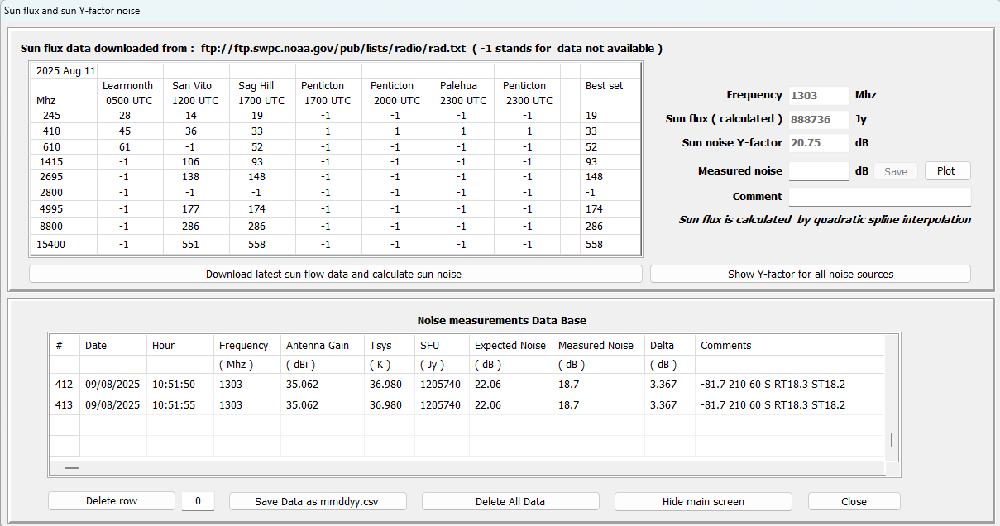 Sun flux and sun Y-factor noise
Sun flux data downloaded from : ftp://ftp.swpc.noaa.gov/pub/lists/radio/rad.txt ( -1 stands for data not available )
2025 Aug 11
Learmonth San Vito Sag Hill Penticton Penticton Palehua Penticton Best set
Mhz 0500 UTC 1200 UTC 1700 UTC 1700 UTC 2000 UTC 2300 UTC 2300 UTC
245 28 14 19 -1 -1 -1 -1 19
410 45 36 33 -1 -1 -1 -1 33
610 61 -1 52 -1 -1 -1 -1 52
1415 -1 106 93 -1 -1 -1 -1 93
2695 -1 138 148 -1 -1 -1 -1 148
2800 -1 -1 -1 -1 -1 -1 -1 -1
4995 -1 177 174 -1 -1 -1 -1 174
8800 -1 286 286 -1 -1 -1 -1 286
15400 -1 551 558 -1 -1 -1 -1 558
Download latest sun flow data and calculate sun noise
Frequency 1303 Mhz
Sun flux ( calculated ) 888736 Jy
Sun noise Y-factor 20.75 dB
Measured noise dB Save Plot
Comment
Sun flux is calculated by quadratic spline interpolation
Show Y-factor for all noise sources
Noise measurements Data Base
# Date Hour Frequency Antenna Gain Tsys SFU Expected Noise Measured Noise Delta Comments
( Mhz ) ( dBi ) ( K ) ( Jy ) ( dB ) ( dB ) ( dB )
412 09/08/2025 10:51:50 1303 35.062 36.980 1205740 22.06 18.7 3.367 -81.7 210 60 S RT18.3 ST18.2
413 09/08/2025 10:51:55 1303 35.062 36.980 1205740 22.06 18.7 3.367 -81.7 210 60 S RT18.3 ST18.2
Delete row 0 Save Data as mmddyy.csv Delete All Data Hide main screen Close